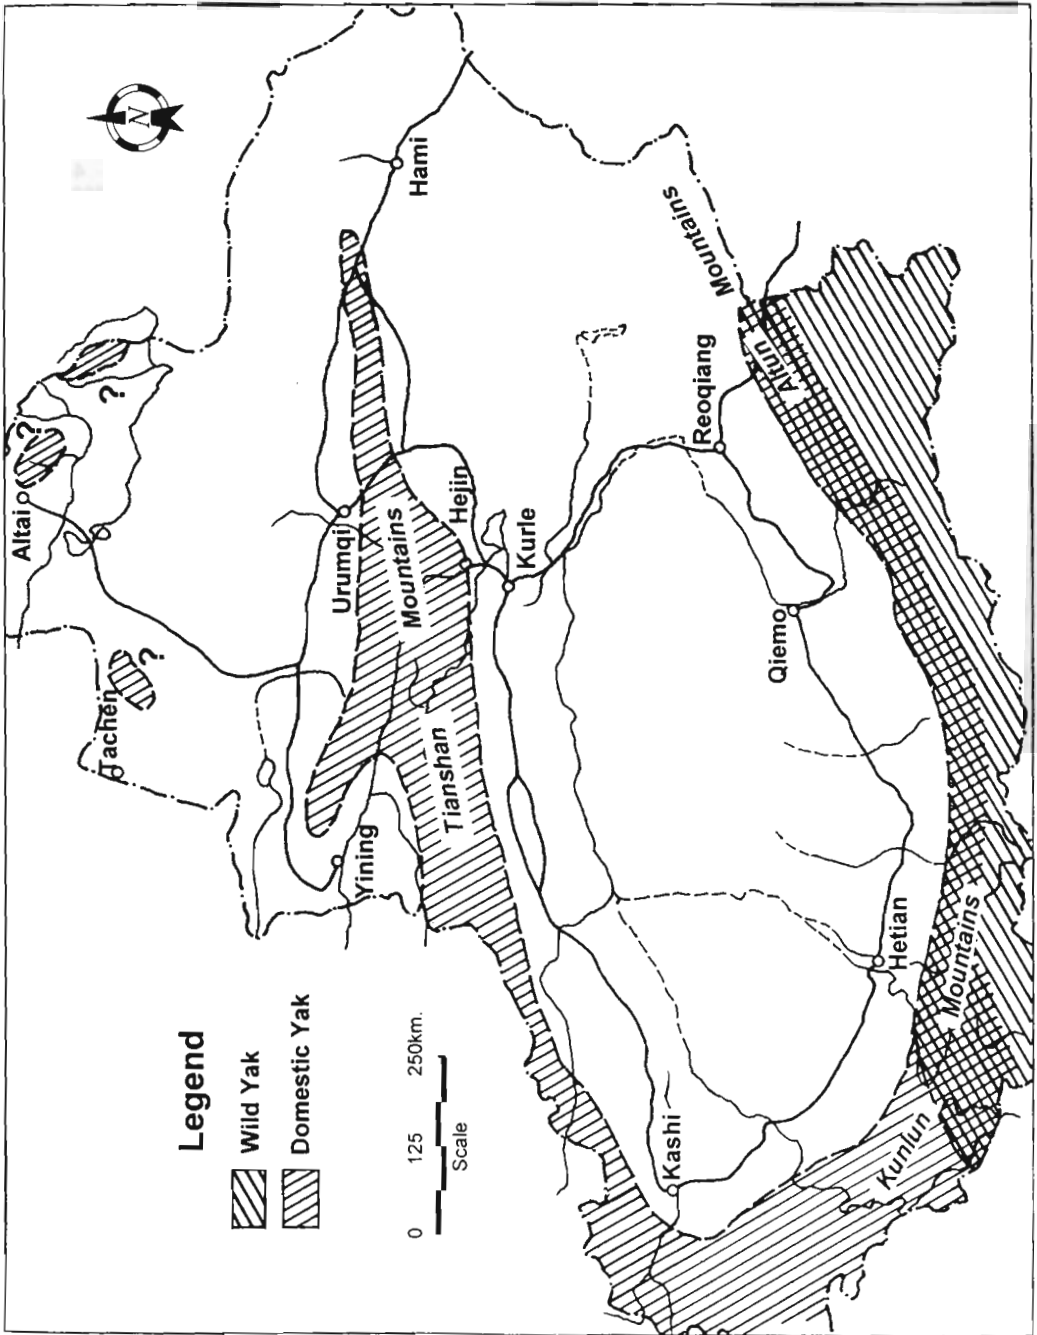 Altai
?
?
Tachen
?
N
Hami
Urumqi
Yining
Tianshan
Mountains
Hejin
Kurle
Reoqiang
Altun
Mountains
Qiemo
Hetian
Kashi
Kunlun
Mountains
Legend
Wild Yak
Domestic Yak
0 125 250km.
Scale